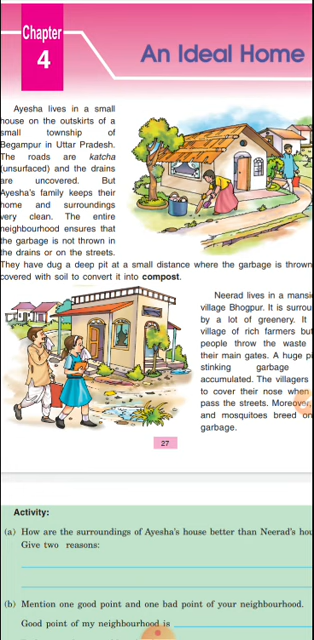 Chapter
4
An Ideal Home
Ayesha lives in a small
house on the outskirts of a
small township of
Begampur in Uttar Pradesh.
The roads are katcha
(unsurfaced) and the drains
are uncovered. But
Ayesha's family keeps their
home and surroundings
very clean. The entire
neighbourhood ensures that
the garbage is not thrown in
the drains or on the streets.
They have dug a deep pit at a small distance where the garbage is thrown
covered with soil to convert it into compost.
Neerad lives in a
village Bhogpur. It is
by a lot of greenery. It
village of rich farmers
people throw the waste
their main gates. A huge
stinking garbage
accumulated. The villagers
to cover their nose when
pass the streets. Moreover,
and mosquitoes breed
garbage.
27
Activity:
(a) How are the surroundings of Ayesha's house better than Neerad's
Give two reasons:
(b) Mention one good point and one bad point of your neighbourhood.
Good point of my neighbourhood is